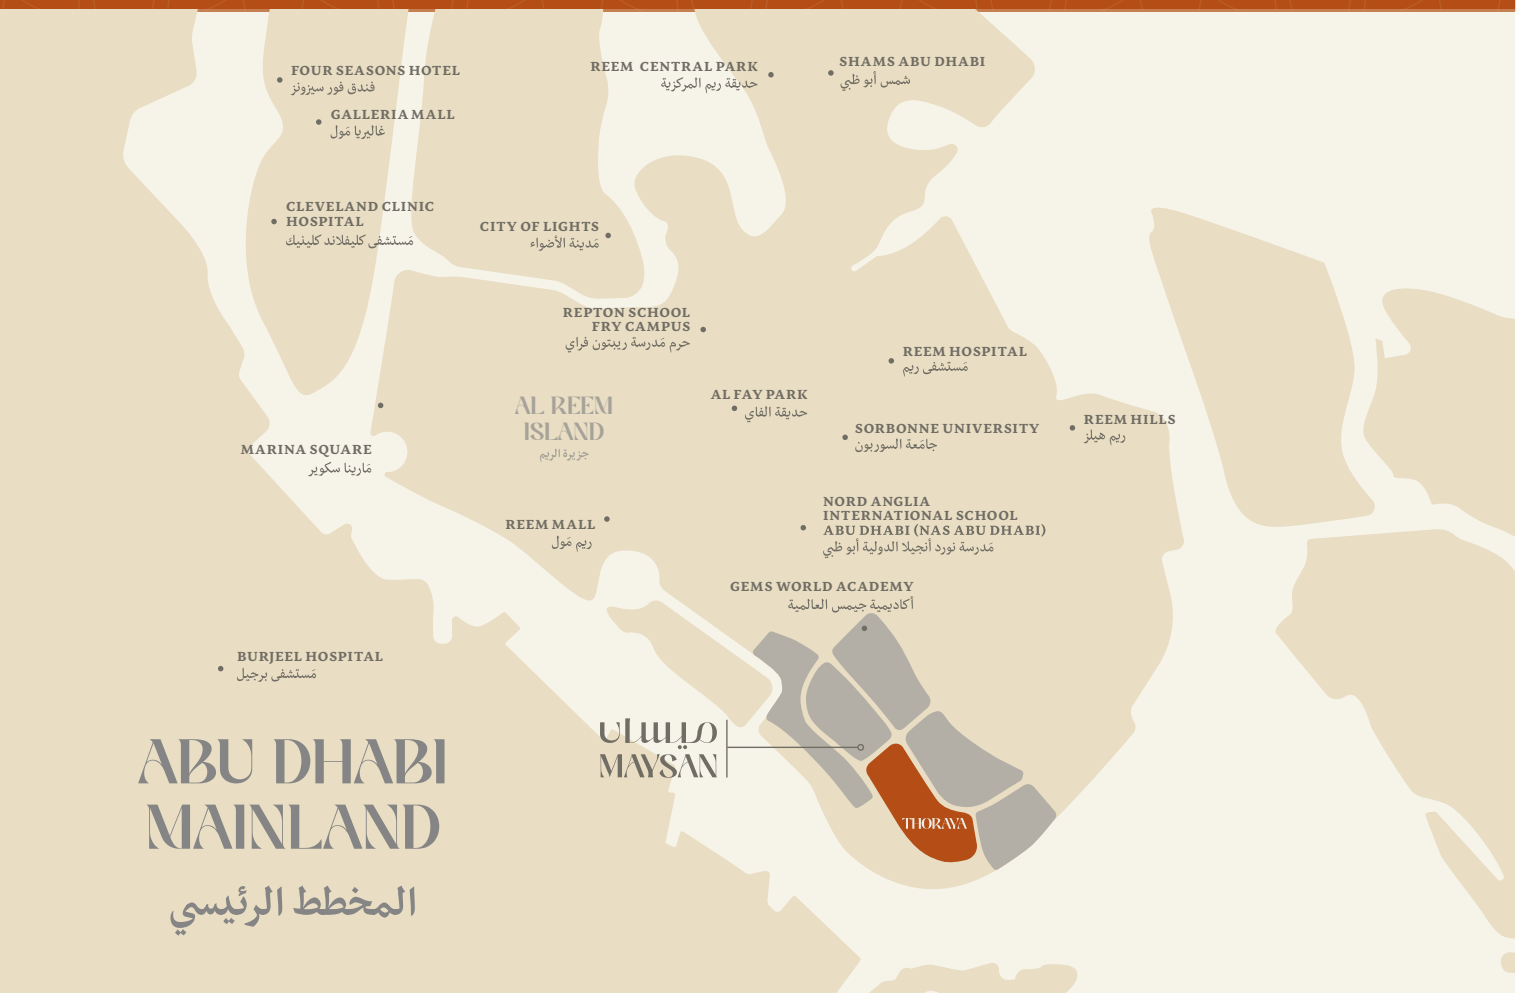 FOUR SEASONS HOTEL
فندق فور سيزونز
GALLERIA MALL
غاليريا مَول
REEM CENTRAL PARK
حديقة ريم المركزية
SHAMS ABU DHABI
شمس أبو ظبي
CLEVELAND CLINIC
HOSPITAL
مَستشفى كليفلاند كلينيك
CITY OF LIGHTS
مَدينة الأضواء
REPTON SCHOOL
FRY CAMPUS
حرم مَدرسة ريبتون فراي
REEM HOSPITAL
مَستشفى ريم
AL FAY PARK
حديقة الفاي
AL REEM
ISLAND
جزيرة الريم
SORBONNE UNIVERSITY
جامَعة السوربون
REEM HILLS
ريم هيلز
MARINA SQUARE
مَارينا سكوير
REEM MALL
ريم مَول
NORD ANGLIA
INTERNATIONAL SCHOOL
ABU DHABI (NAS ABU DHABI)
مَدرسة نورد أنجيلا الدولية أبو ظبي
GEMS WORLD ACADEMY
أكاديمية جيمس العالمية
BURJEEL HOSPITAL
مَستشفى برجيل
ميسان
MAYSAN
THORAYA
ABU DHABI
MAINLAND
المخطط الرئيسي